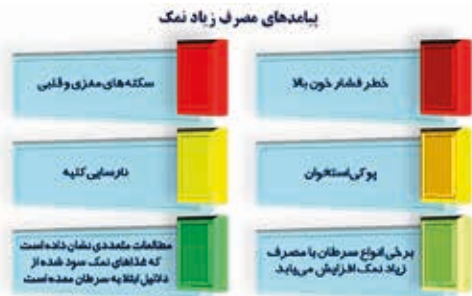 پیامدهای مصرف زیاد نمک
خطر فشار خون بالا
سکته‌های مغزی و قلبی
پوکی استخوان
نارسایی کلیه
برخی انواع سرطان با مصرف
زیاد نمک افزایش می‌یابد
مطالعات متعددی نشان داده است
که غذاهای نمک سود شده از
دلایل ابتلا به سرطان معده است